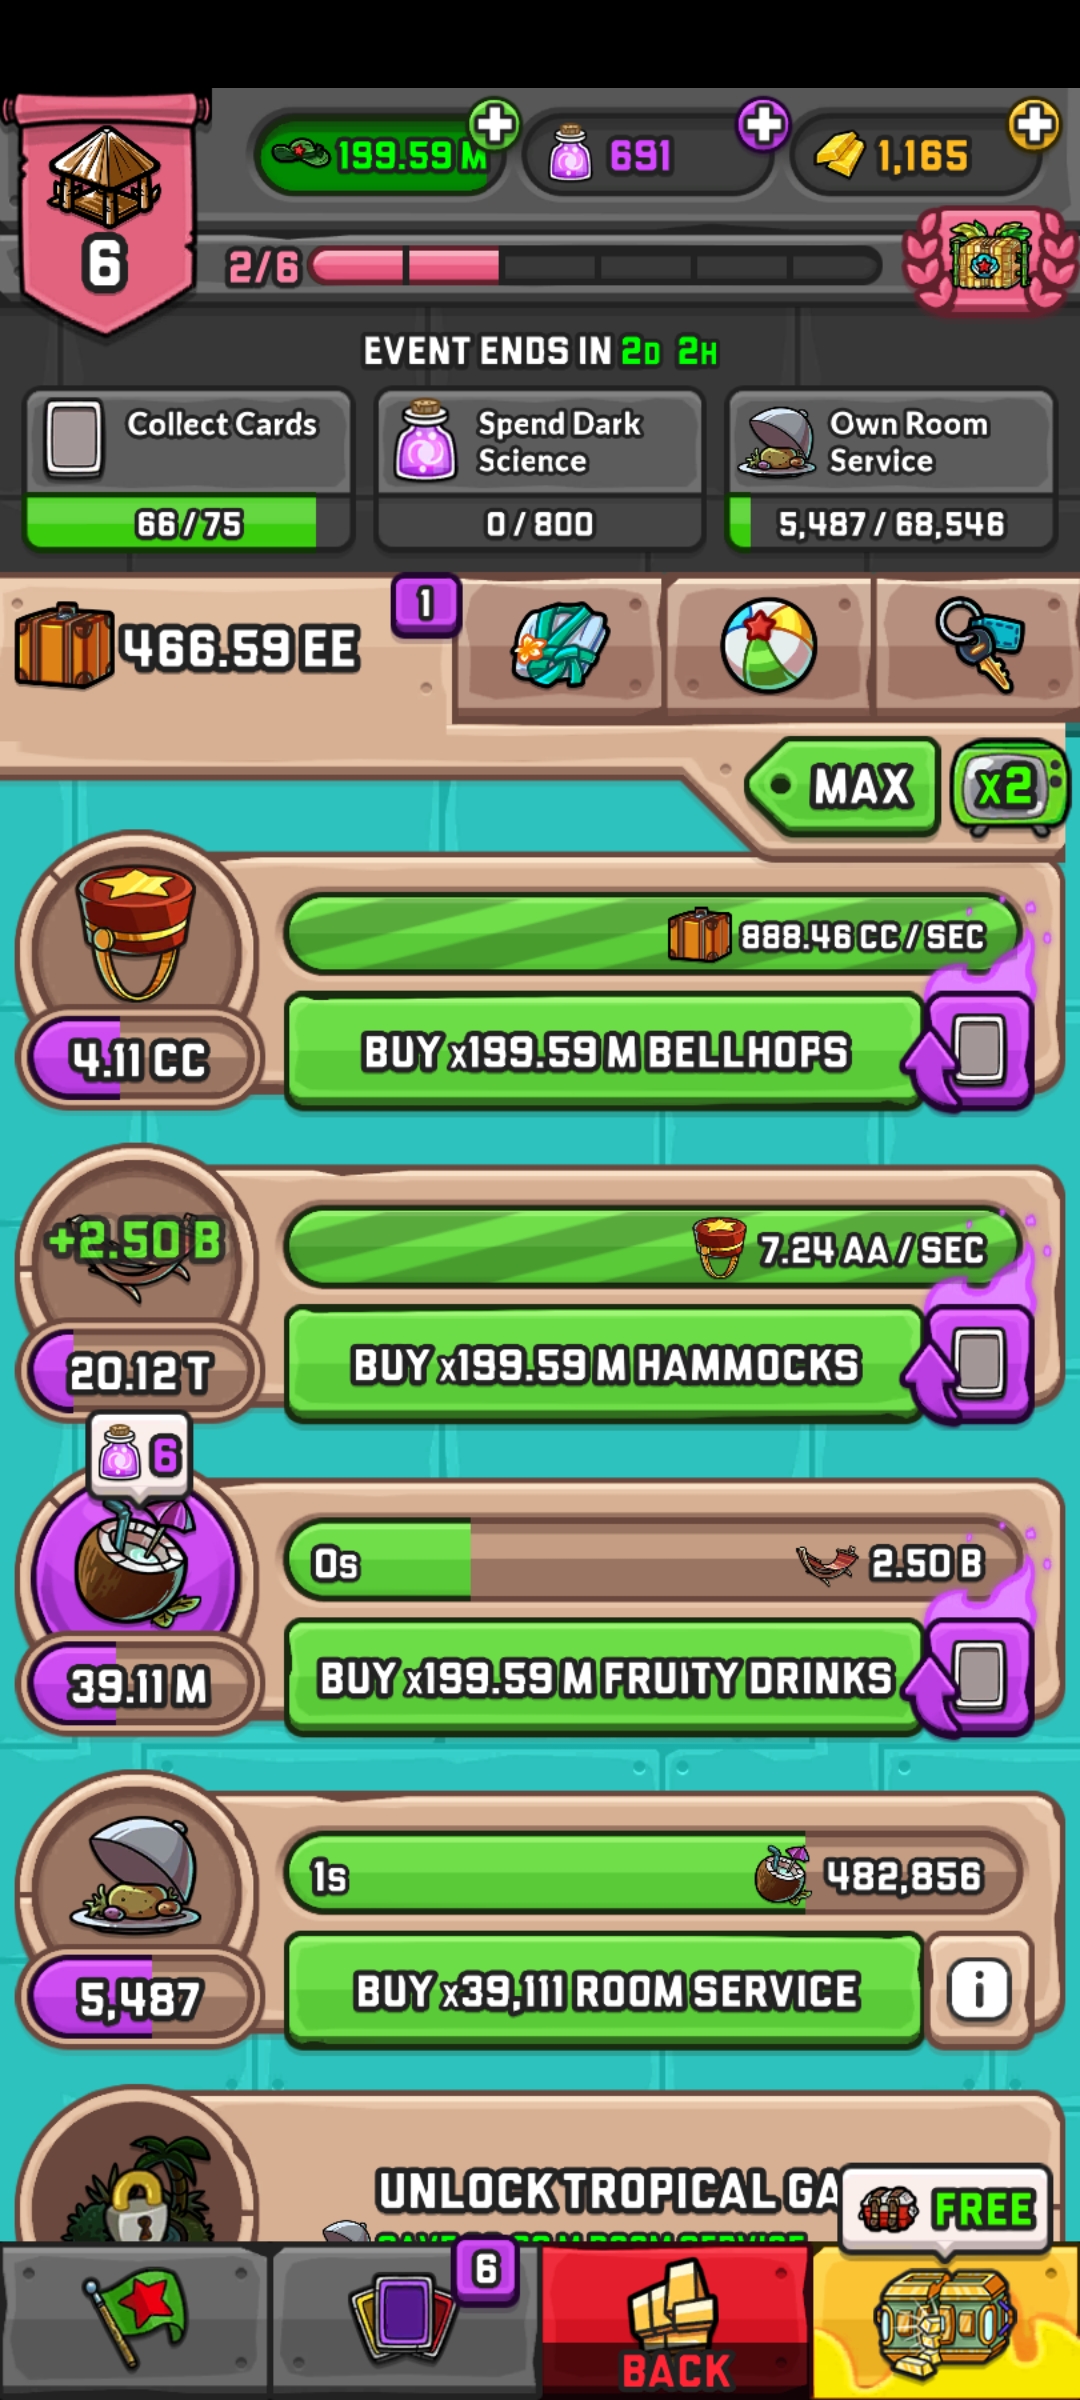 199.59 M
691
1,165
6
2/6
EVENT ENDS IN 2D 2H
Collect Cards
66/75
Spend Dark
Science
0/800
Own Room
Service
5,487/68,546
466.59 EE
1
MAX
x2
888.46 CC/SEC
4.11 CC
BUY x199.59 M BELLHOPS
+2.50 B
7.24 AA/SEC
20.12 T
BUY x199.59 M HAMMOCKS
6
0s
2.50 B
39.11 M
BUY x199.59 M FRUITY DRINKS
1s
482,856
5,487
BUY x39,111 ROOM SERVICE
i
UNLOCK TROPICAL GA
FREE
6
BACK